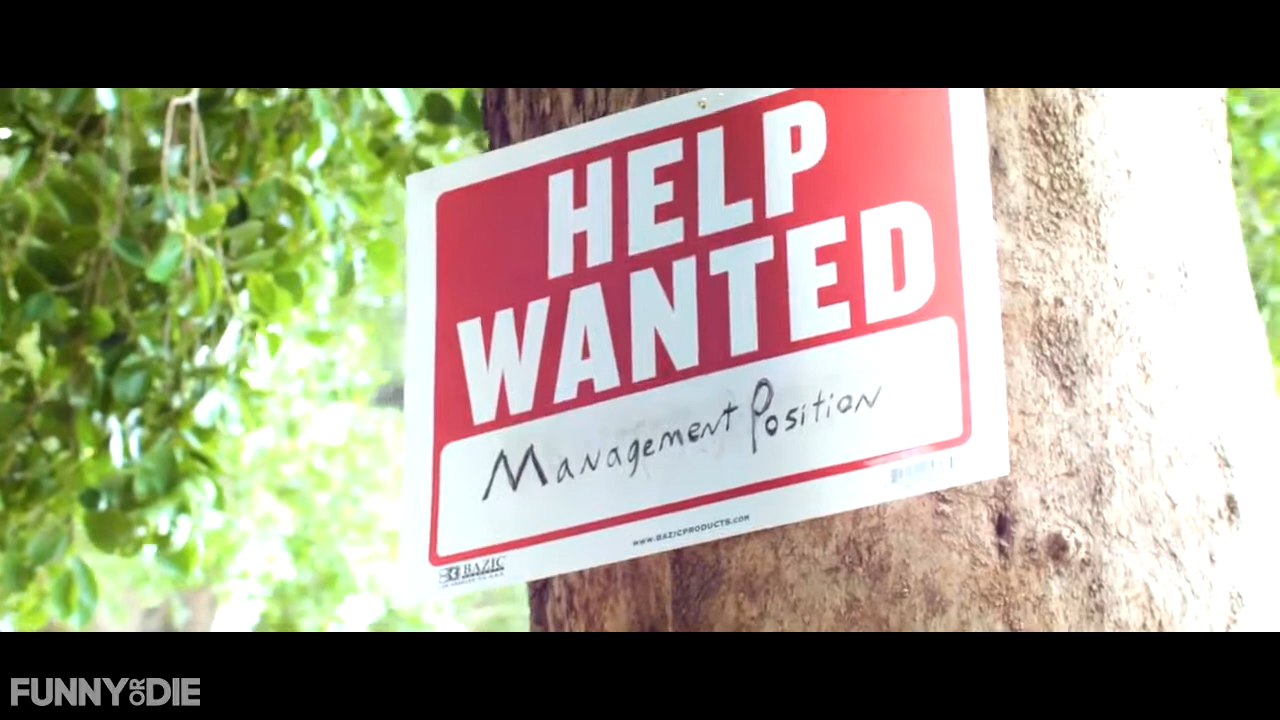 HELP
WANTED
Management Position
WWW.BAZICPRODUCTS.COM
BAZIC
FUNNY OR DIE